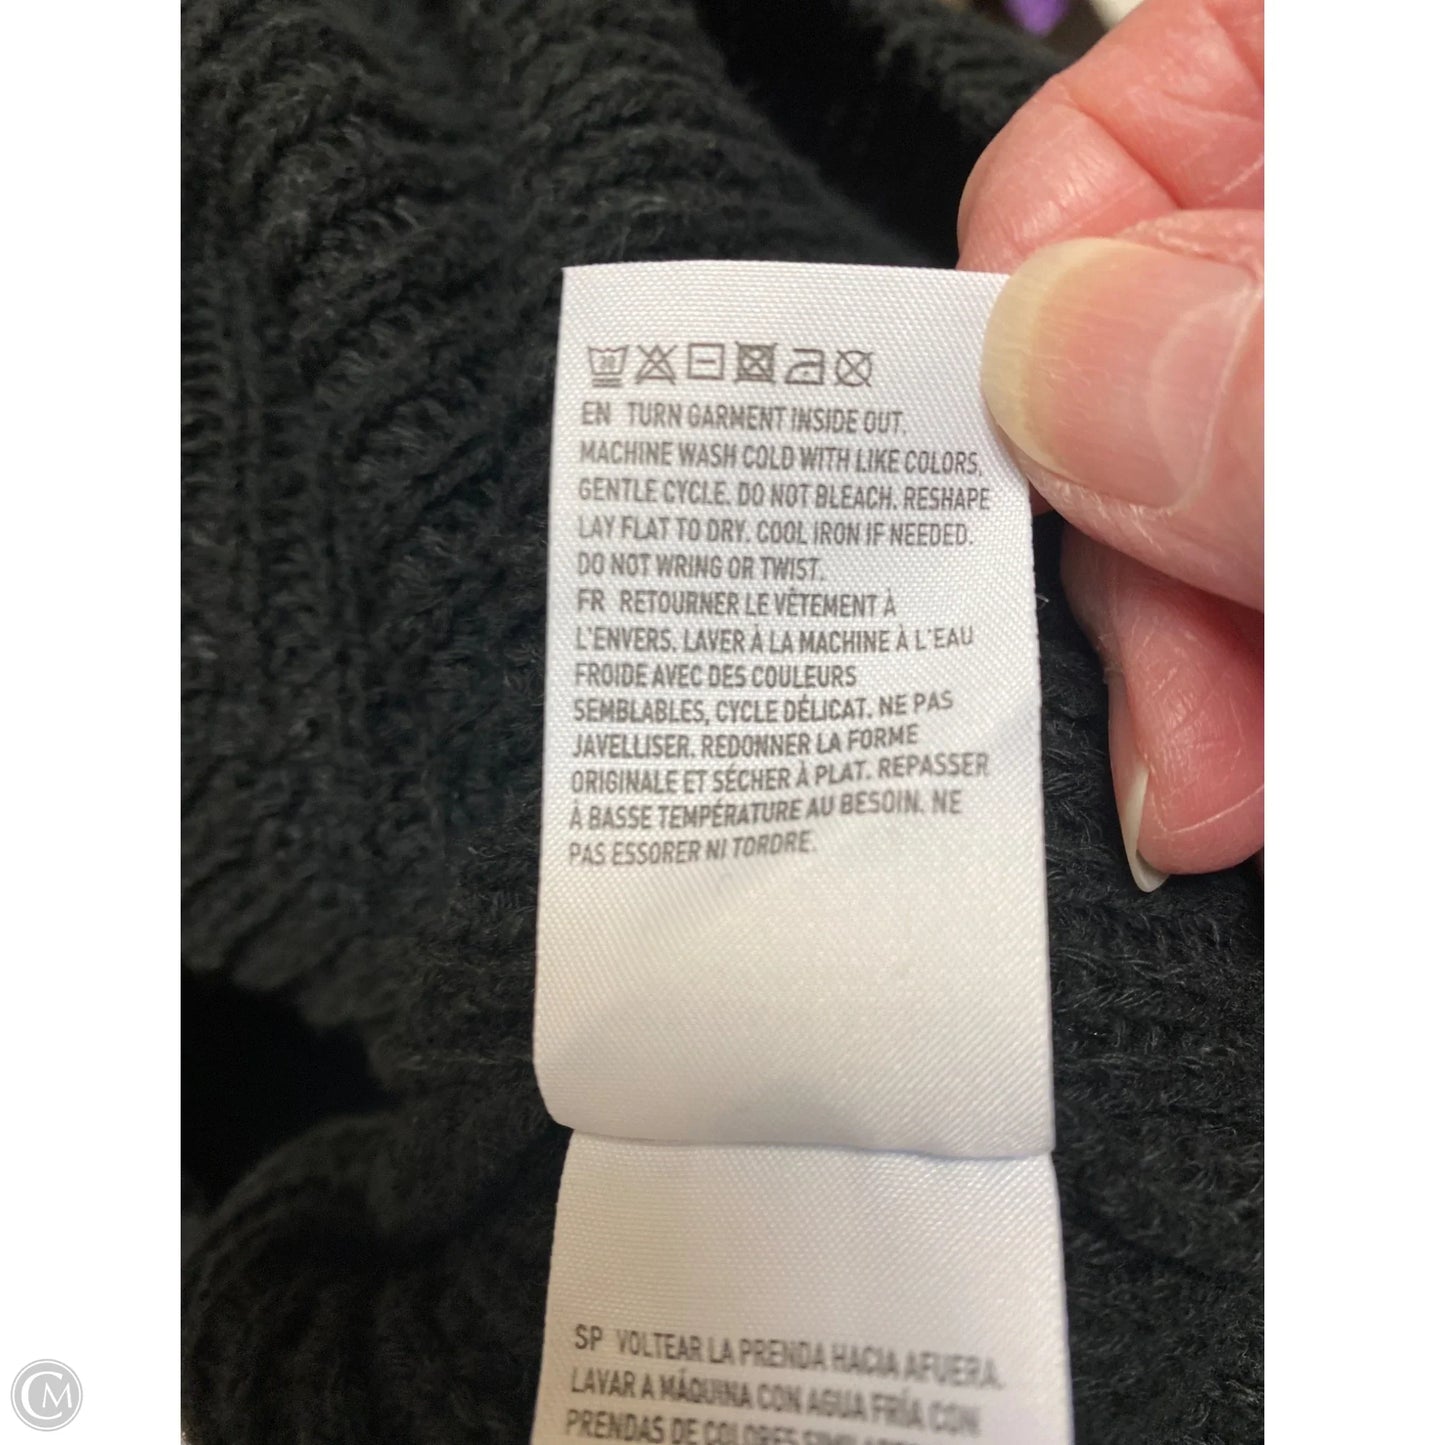 30
EN TURN GARMENT INSIDE OUT.
MACHINE WASH COLD WITH LIKE COLORS,
GENTLE CYCLE. DO NOT BLEACH. RESHAPE
LAY FLAT TO DRY. COOL IRON IF NEEDED.
DO NOT WRING OR TWIST.
FR RETOURNER LE VÊTEMENT À
L'ENVERS. LAVER À LA MACHINE À L'EAU
FROIDE AVEC DES COULEURS
SEMBLABLES, CYCLE DÉLICAT. NE PAS
JAVELLISER. REDONNER LA FORME
ORIGINALE ET SÉCHER À PLAT. REPASSER
À BASSE TEMPÉRATURE AU BESOIN. NE
PAS ESSORER NI TORDRE.
SP VOLTEAR LA PRENDA HACIA AFUERA.
LAVAR A MÁQUINA CON AGUA FRÍA CON
PRENDAS DE COLORES
CM